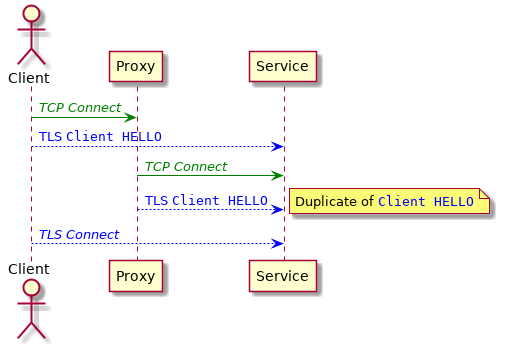 Client
Proxy
Service
TCP Connect
TLS Client HELLO
TCP Connect
TLS Client HELLO
Duplicate of Client HELLO
TLS Connect
Client
Proxy
Service